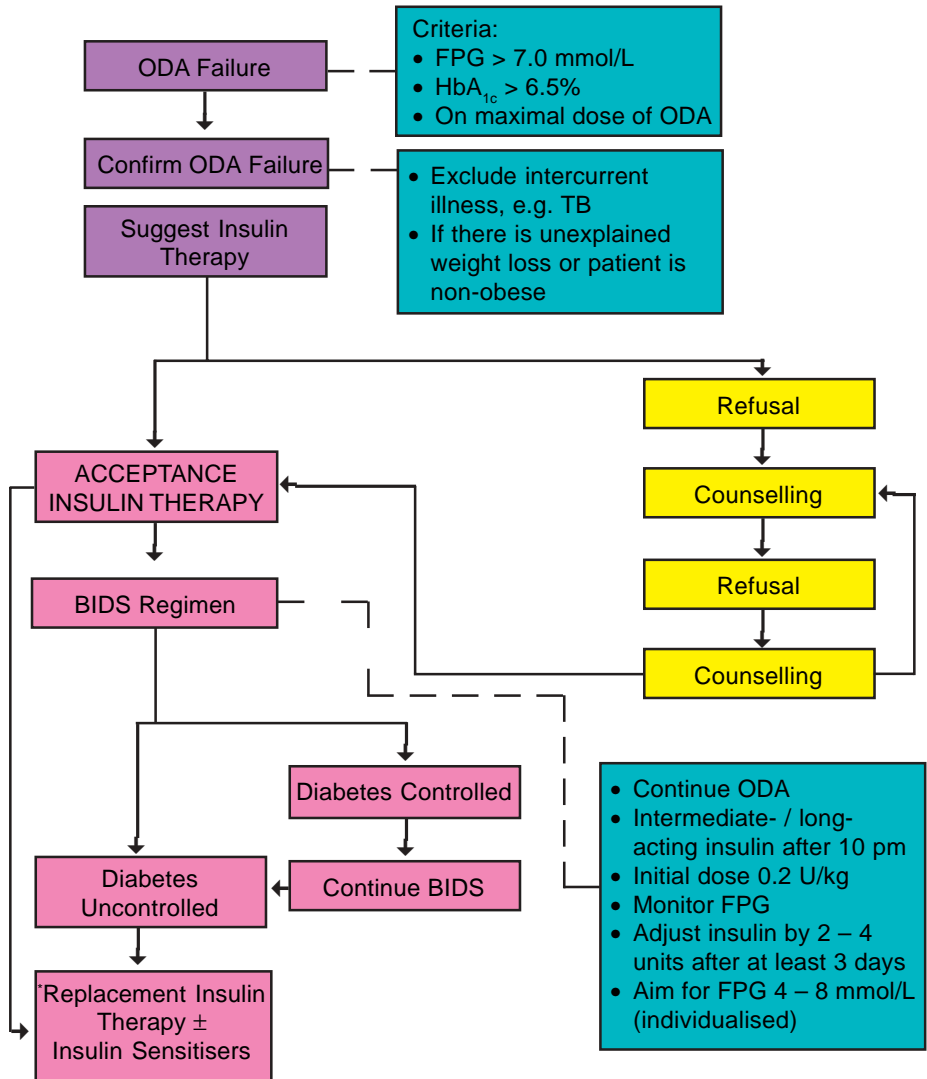 ODA Failure
Criteria:
• FPG > 7.0 mmol/L
• HbA1c > 6.5%
• On maximal dose of ODA
Confirm ODA Failure
• Exclude intercurrent
illness, e.g. TB
• If there is unexplained
weight loss or patient is
non-obese
Suggest Insulin
Therapy
Refusal
ACCEPTANCE
INSULIN THERAPY
Counselling
BIDS Regimen
Refusal
Counselling
Diabetes Controlled
Continue BIDS
Diabetes
Uncontrolled
*Replacement Insulin
Therapy ±
Insulin Sensitisers
• Continue ODA
• Intermediate- / long-
acting insulin after 10 pm
• Initial dose 0.2 U/kg
• Monitor FPG
• Adjust insulin by 2 – 4
units after at least 3 days
• Aim for FPG 4 – 8 mmol/L
(individualised)